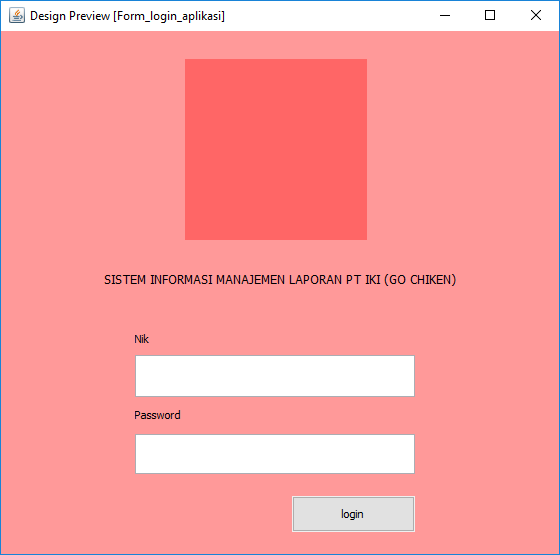 Design Preview [Form_login_aplikasi]
SISTEM INFORMASI MANAJEMEN LAPORAN PT IKI (GO CHIKEN)
Nik
Password
login